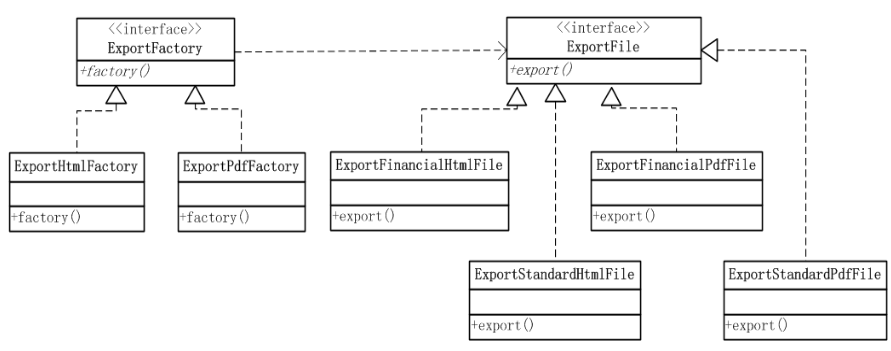 <<interface>>
ExportFactory
+factory()
<<interface>>
ExportFile
+export()
ExportHtmlFactory
+factory()
ExportPdfFactory
+factory()
ExportFinancialHtmlFile
+export()
ExportFinancialPdfFile
+export()
ExportStandardHtmlFile
+export()
ExportStandardPdfFile
+export()